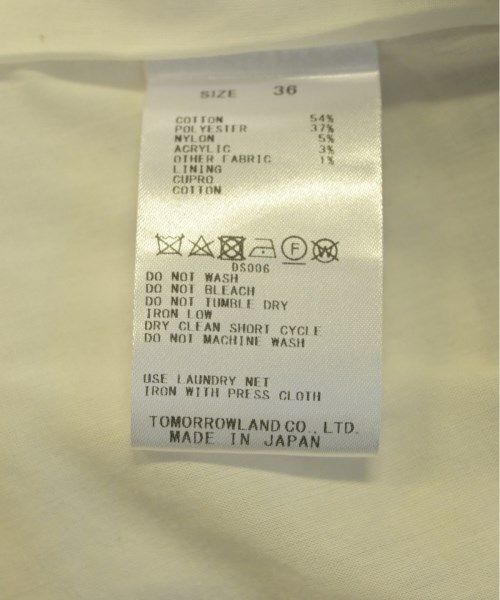 SIZE 36
COTTON 54%
POLYESTER 37%
NYLON 5%
ACRYLIC 3%
OTHER FABRIC 1%
LINING
CUPRO
COTTON
F W
DS006
DO NOT WASH
DO NOT BLEACH
DO NOT TUMBLE DRY
IRON LOW
DRY CLEAN SHORT CYCLE
DO NOT MACHINE WASH
USE LAUNDRY NET
IRON WITH PRESS CLOTH
TOMORROWLAND CO., LTD.
MADE IN JAPAN